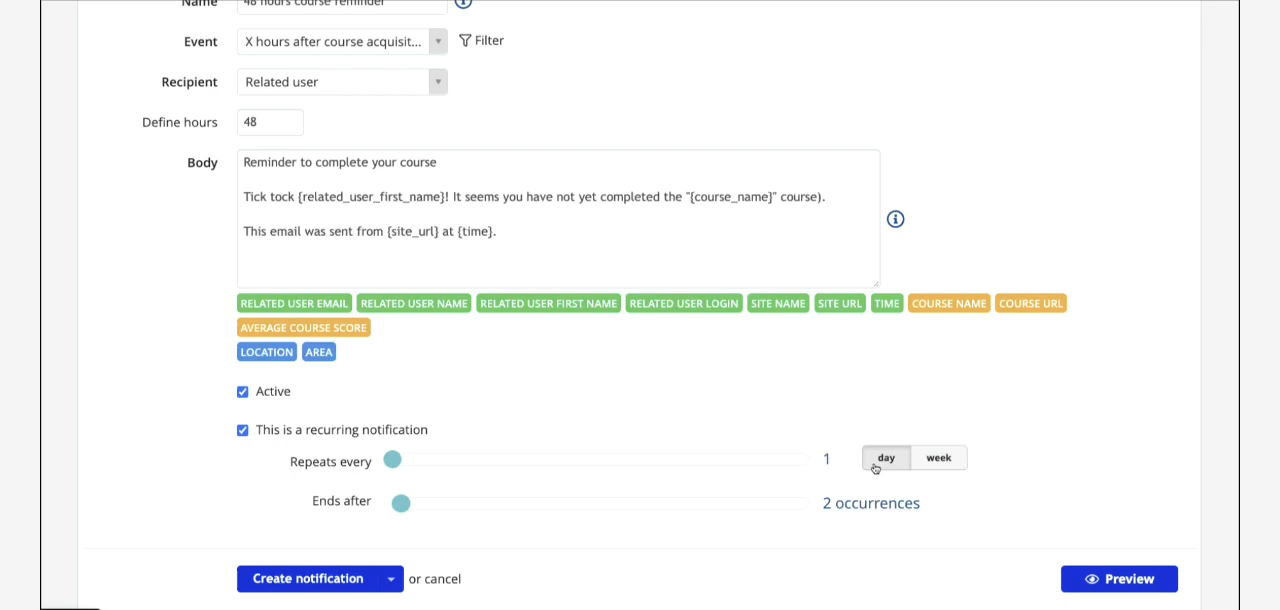 Name 48 hours course reminder
Event X hours after course acquisit... Filter
Recipient Related user
Define hours 48
Body Reminder to complete your course
Tick tock {related_user_first_name}! It seems you have not yet completed the "{course_name}" course).
This email was sent from {site_url} at {time}.
RELATED USER EMAIL RELATED USER NAME RELATED USER FIRST NAME RELATED USER LOGIN SITE NAME SITE URL TIME COURSE NAME COURSE URL
AVERAGE COURSE SCORE
LOCATION AREA
Active
This is a recurring notification
Repeats every 1 day week
Ends after 2 occurrences
Create notification or cancel Preview